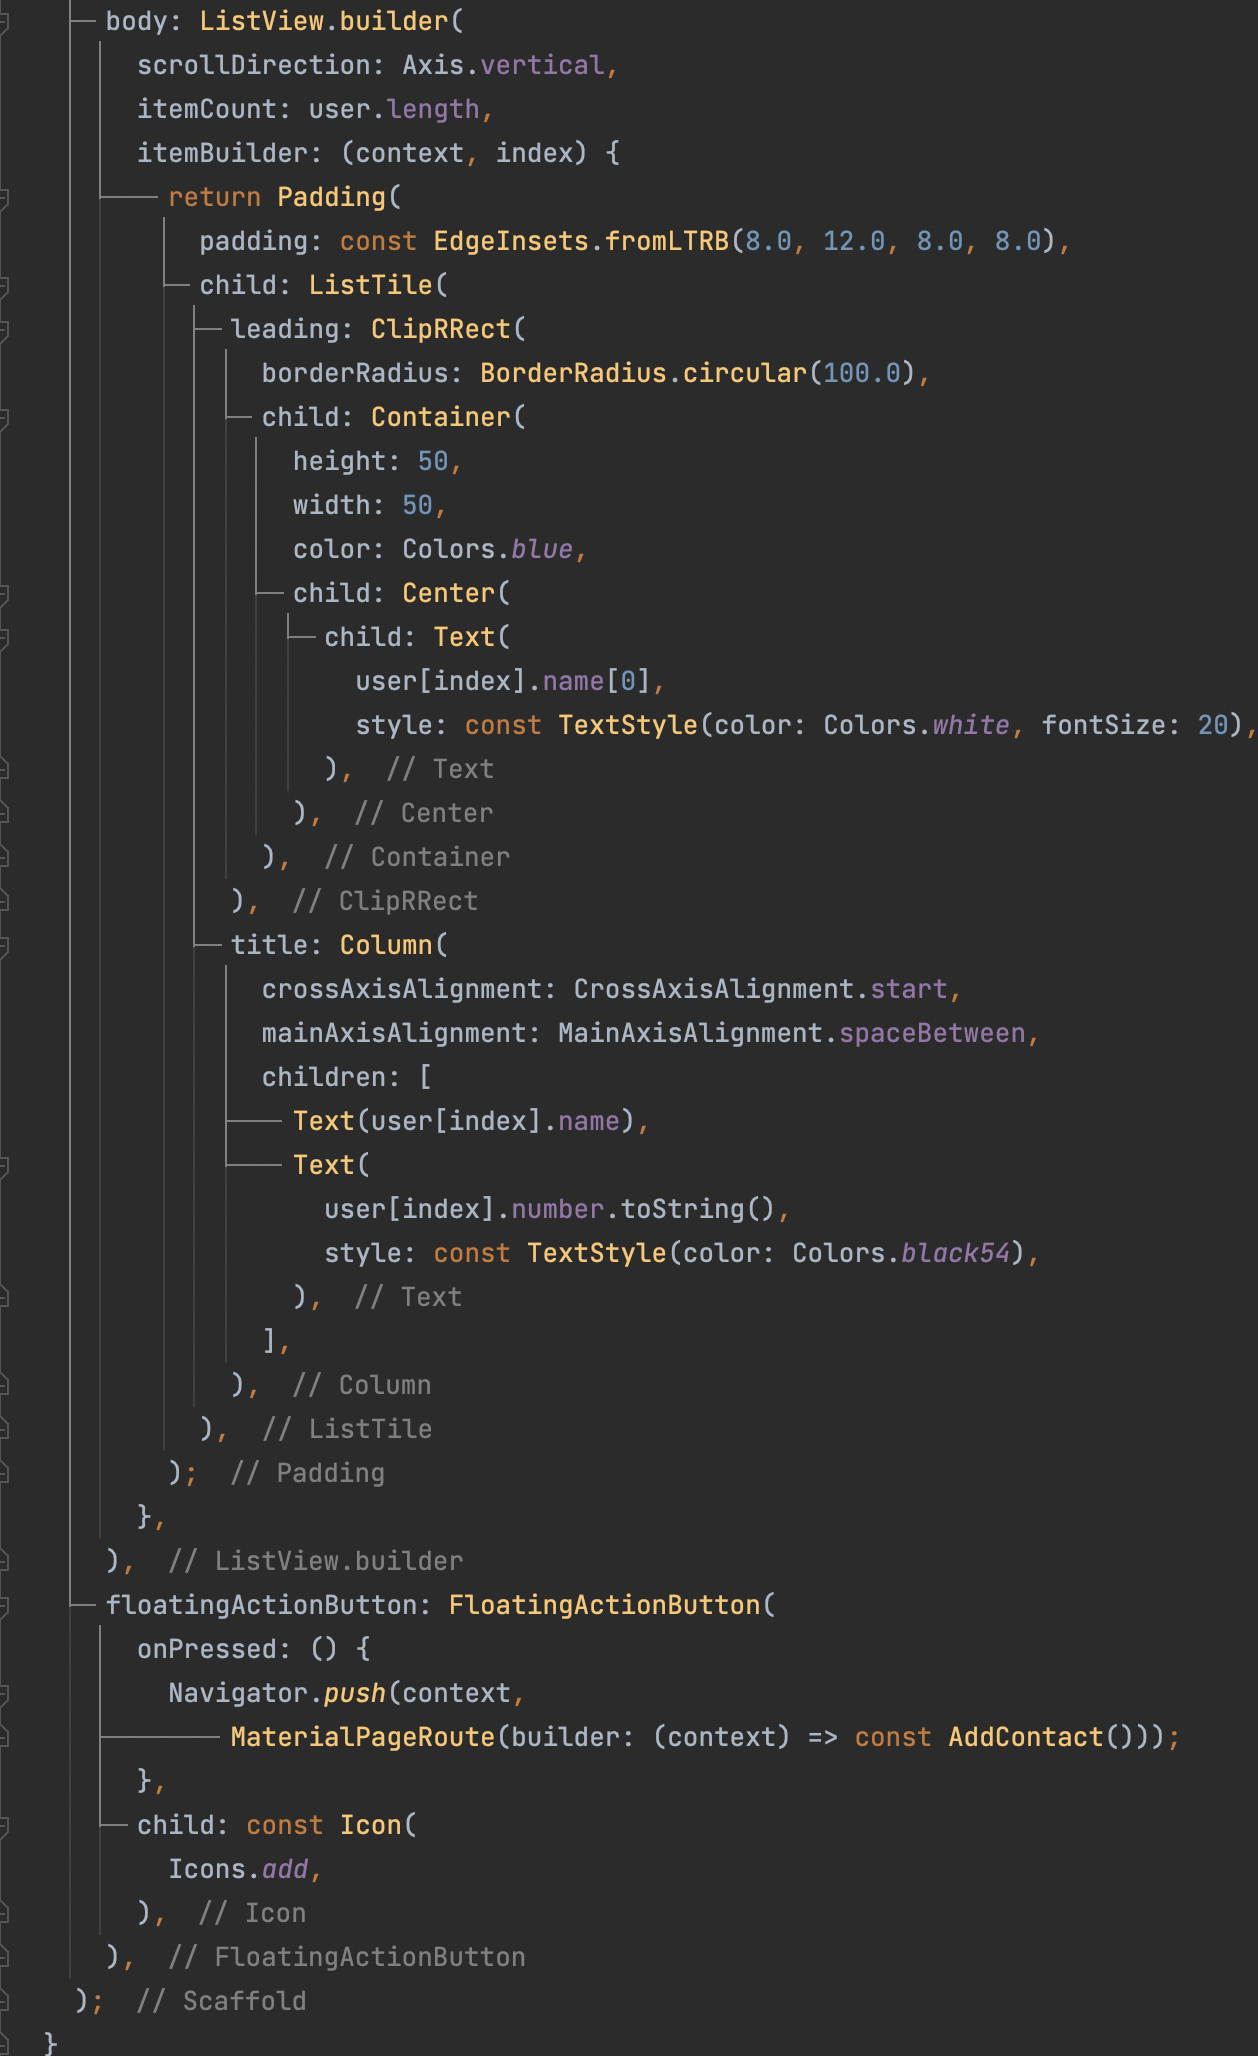 body: ListView.builder(
scrollDirection: Axis.vertical,
itemCount: user.length,
itemBuilder: (context, index) {
return Padding(
padding: const EdgeInsets.fromLTRB(8.0, 12.0, 8.0, 8.0),
child: ListTile(
leading: ClipRRect(
borderRadius: BorderRadius.circular(100.0),
child: Container(
height: 50,
width: 50,
color: Colors.blue,
child: Center(
child: Text(
user[index].name[0],
style: const TextStyle(color: Colors.white, fontSize: 20),
), // Text
), // Center
), // Container
), // ClipRRect
title: Column(
crossAxisAlignment: CrossAxisAlignment.start,
mainAxisAlignment: MainAxisAlignment.spaceBetween,
children: [
Text(user[index].name),
Text(
user[index].number.toString(),
style: const TextStyle(color: Colors.black54),
), // Text
],
), // Column
), // ListTile
); // Padding
},
), // ListView.builder
floatingActionButton: FloatingActionButton(
onPressed: () {
Navigator.push(context,
MaterialPageRoute(builder: (context) => const AddContact()));
},
child: const Icon(
Icons.add,
), // Icon
), // FloatingActionButton
); // Scaffold
}